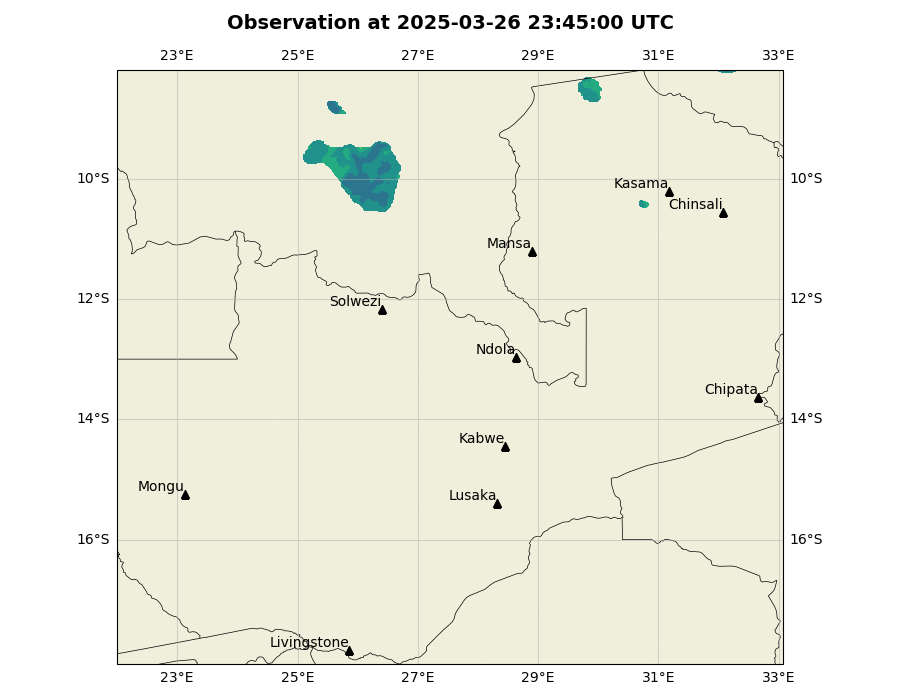 Observation at 2025-03-26 23:45:00 UTC
23°E 25°E 27°E 29°E 31°E 33°E
10°S 10°S
Kasama
Chinsali
Mansa
12°S 12°S
Solwezi
Ndola
Chipata
14°S 14°S
Kabwe
Mongu
Lusaka
16°S 16°S
Livingstone
23°E 25°E 27°E 29°E 31°E 33°E